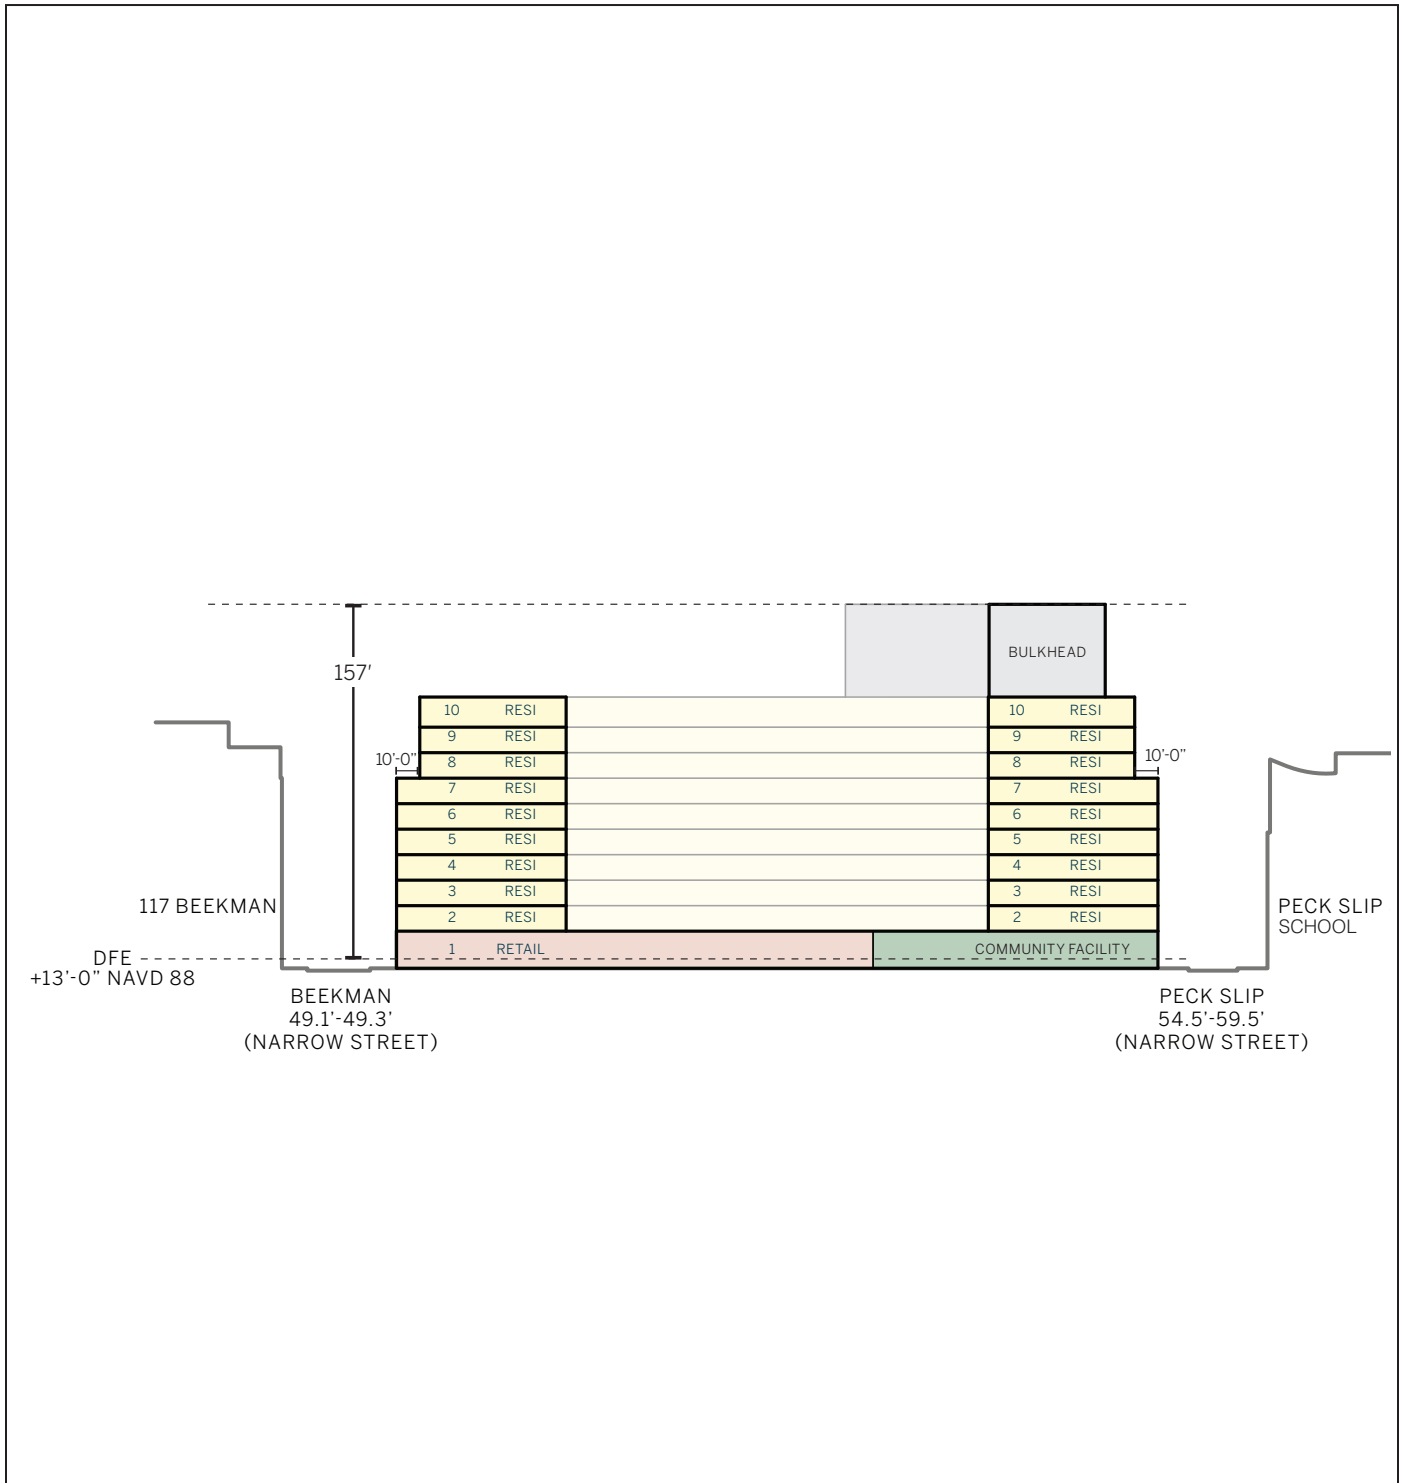 BULKHEAD
157'
10 RESI 10 RESI
9 RESI 9 RESI
10'-0" 8 RESI 8 RESI 10'-0"
7 RESI 7 RESI
6 RESI 6 RESI
5 RESI 5 RESI
4 RESI 4 RESI
3 RESI 3 RESI
2 RESI 2 RESI
117 BEEKMAN
PECK SLIP
SCHOOL
1 RETAIL COMMUNITY FACILITY
DFE
+13'-0" NAVD 88
BEEKMAN
49.1'-49.3'
(NARROW STREET)
PECK SLIP
54.5'-59.5'
(NARROW STREET)